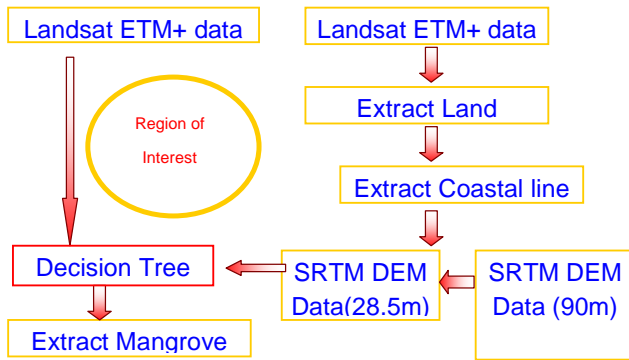 Landsat ETM+ data
Landsat ETM+ data
Region of
Interest
Extract Land
Extract Coastal line
Decision Tree
SRTM DEM
Data(28.5m)
SRTM DEM
Data (90m)
Extract Mangrove